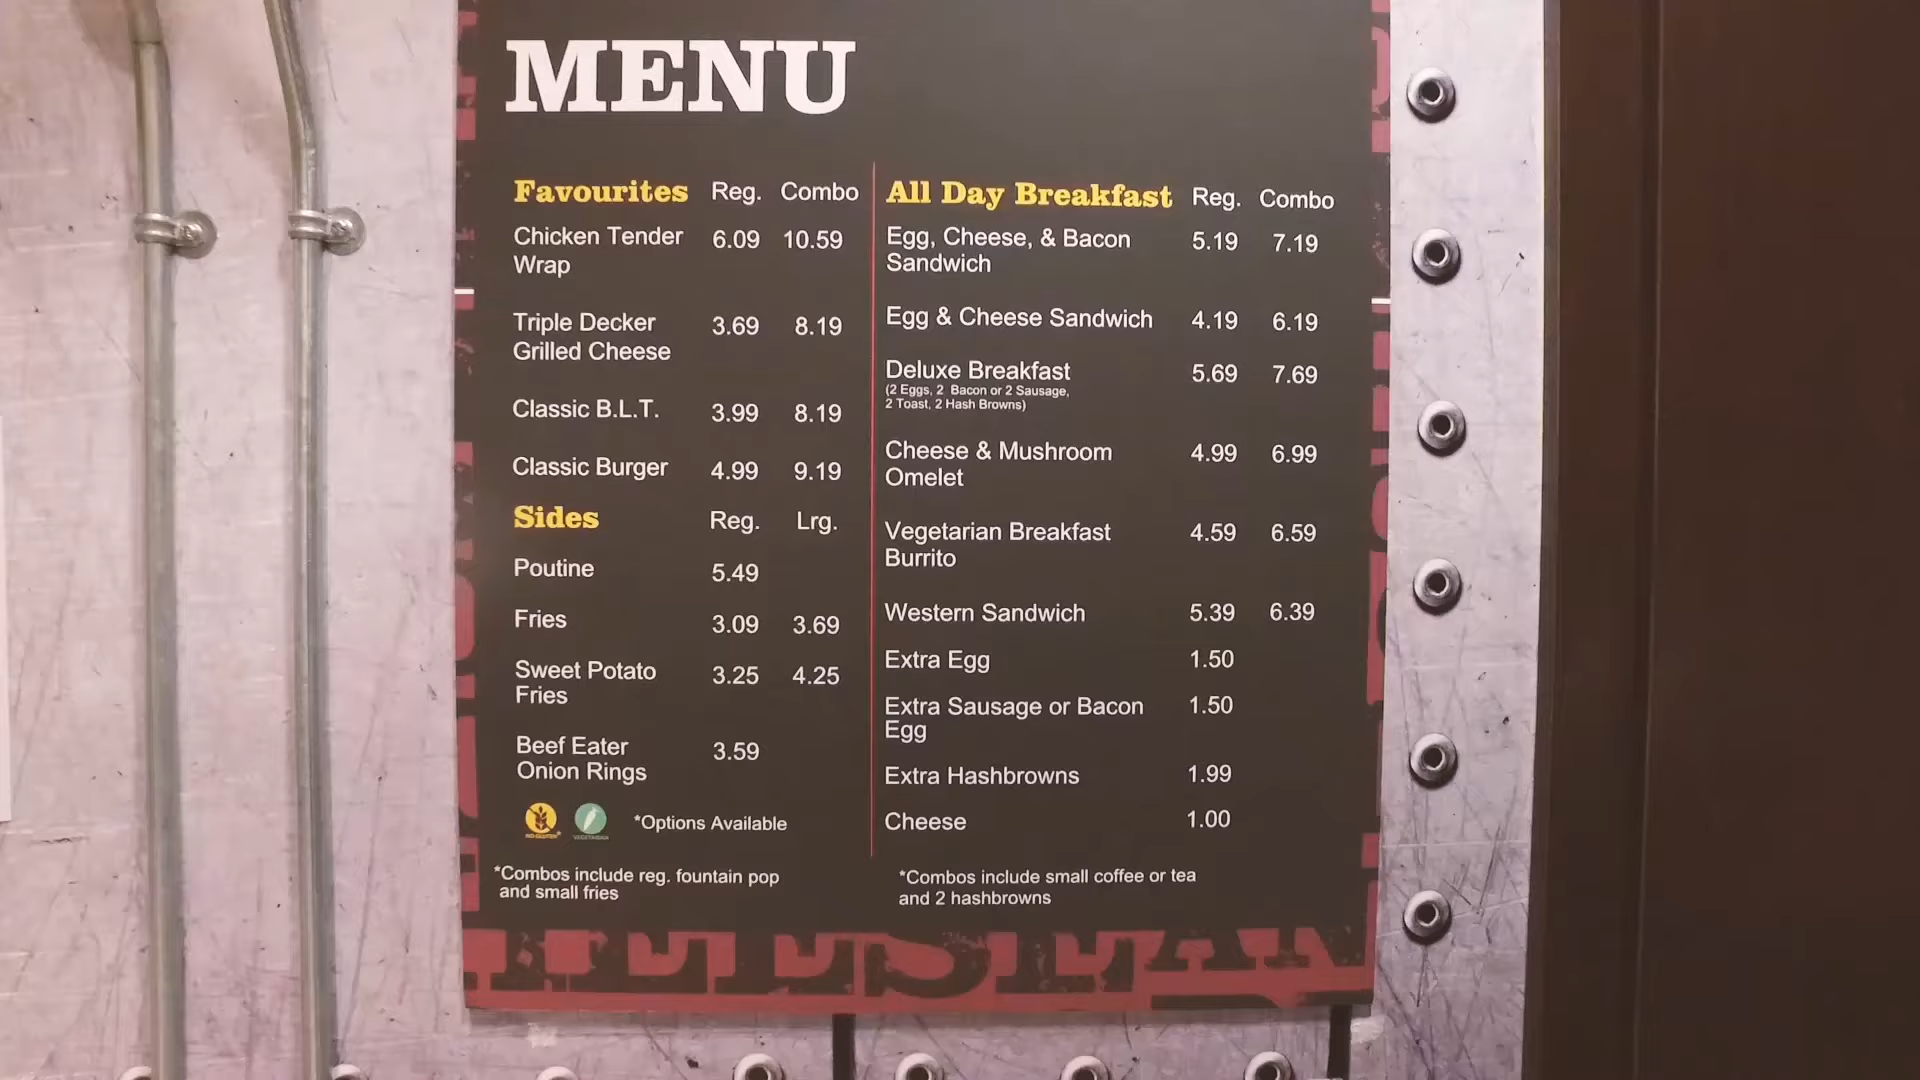 MENU
Favourites Reg. Combo
Chicken Tender 6.09 10.59
Wrap
Triple Decker 3.69 8.19
Grilled Cheese
Classic B.L.T. 3.99 8.19
Classic Burger 4.99 9.19
Sides Reg. Lrg.
Poutine 5.49
Fries 3.09 3.69
Sweet Potato 3.25 4.25
Fries
Beef Eater 3.59
Onion Rings
NO-GLUTEN* VEGETARIAN *Options Available
*Combos include reg. fountain pop
and small fries
All Day Breakfast Reg. Combo
Egg, Cheese, & Bacon 5.19 7.19
Sandwich
Egg & Cheese Sandwich 4.19 6.19
Deluxe Breakfast 5.69 7.69
(2 Eggs, 2 Bacon or 2 Sausage,
2 Toast, 2 Hash Browns)
Cheese & Mushroom 4.99 6.99
Omelet
Vegetarian Breakfast 4.59 6.59
Burrito
Western Sandwich 5.39 6.39
Extra Egg 1.50
Extra Sausage or Bacon 1.50
Egg
Extra Hashbrowns 1.99
Cheese 1.00
*Combos include small coffee or tea
and 2 hashbrowns